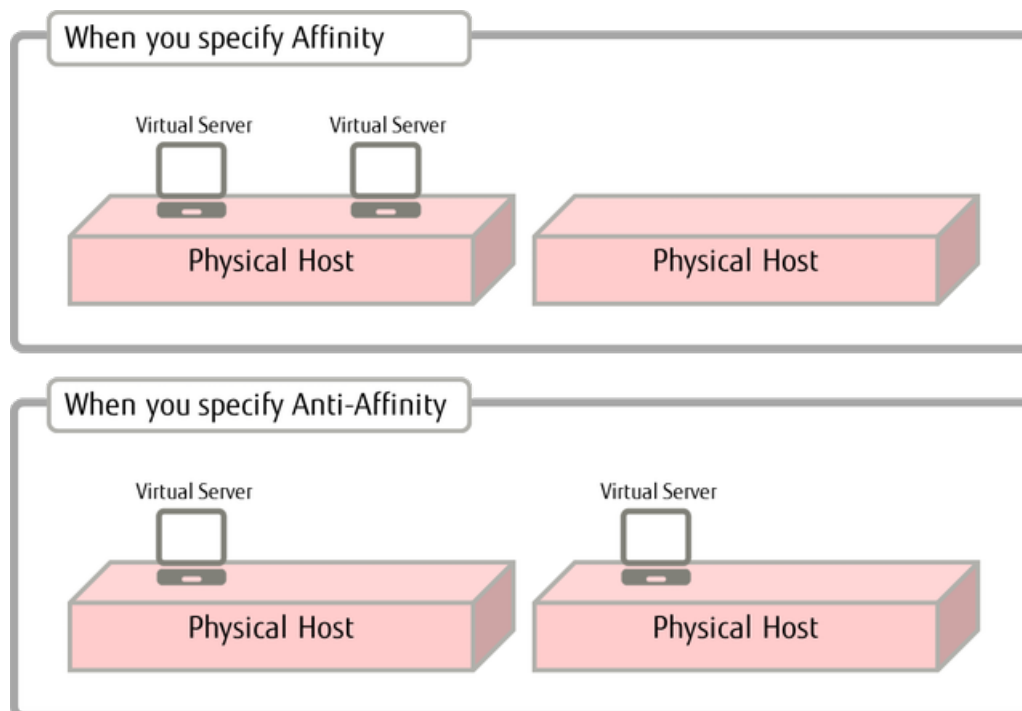 When you specify Affinity
Virtual Server
Virtual Server
Physical Host
Physical Host
When you specify Anti-Affinity
Virtual Server
Virtual Server
Physical Host
Physical Host